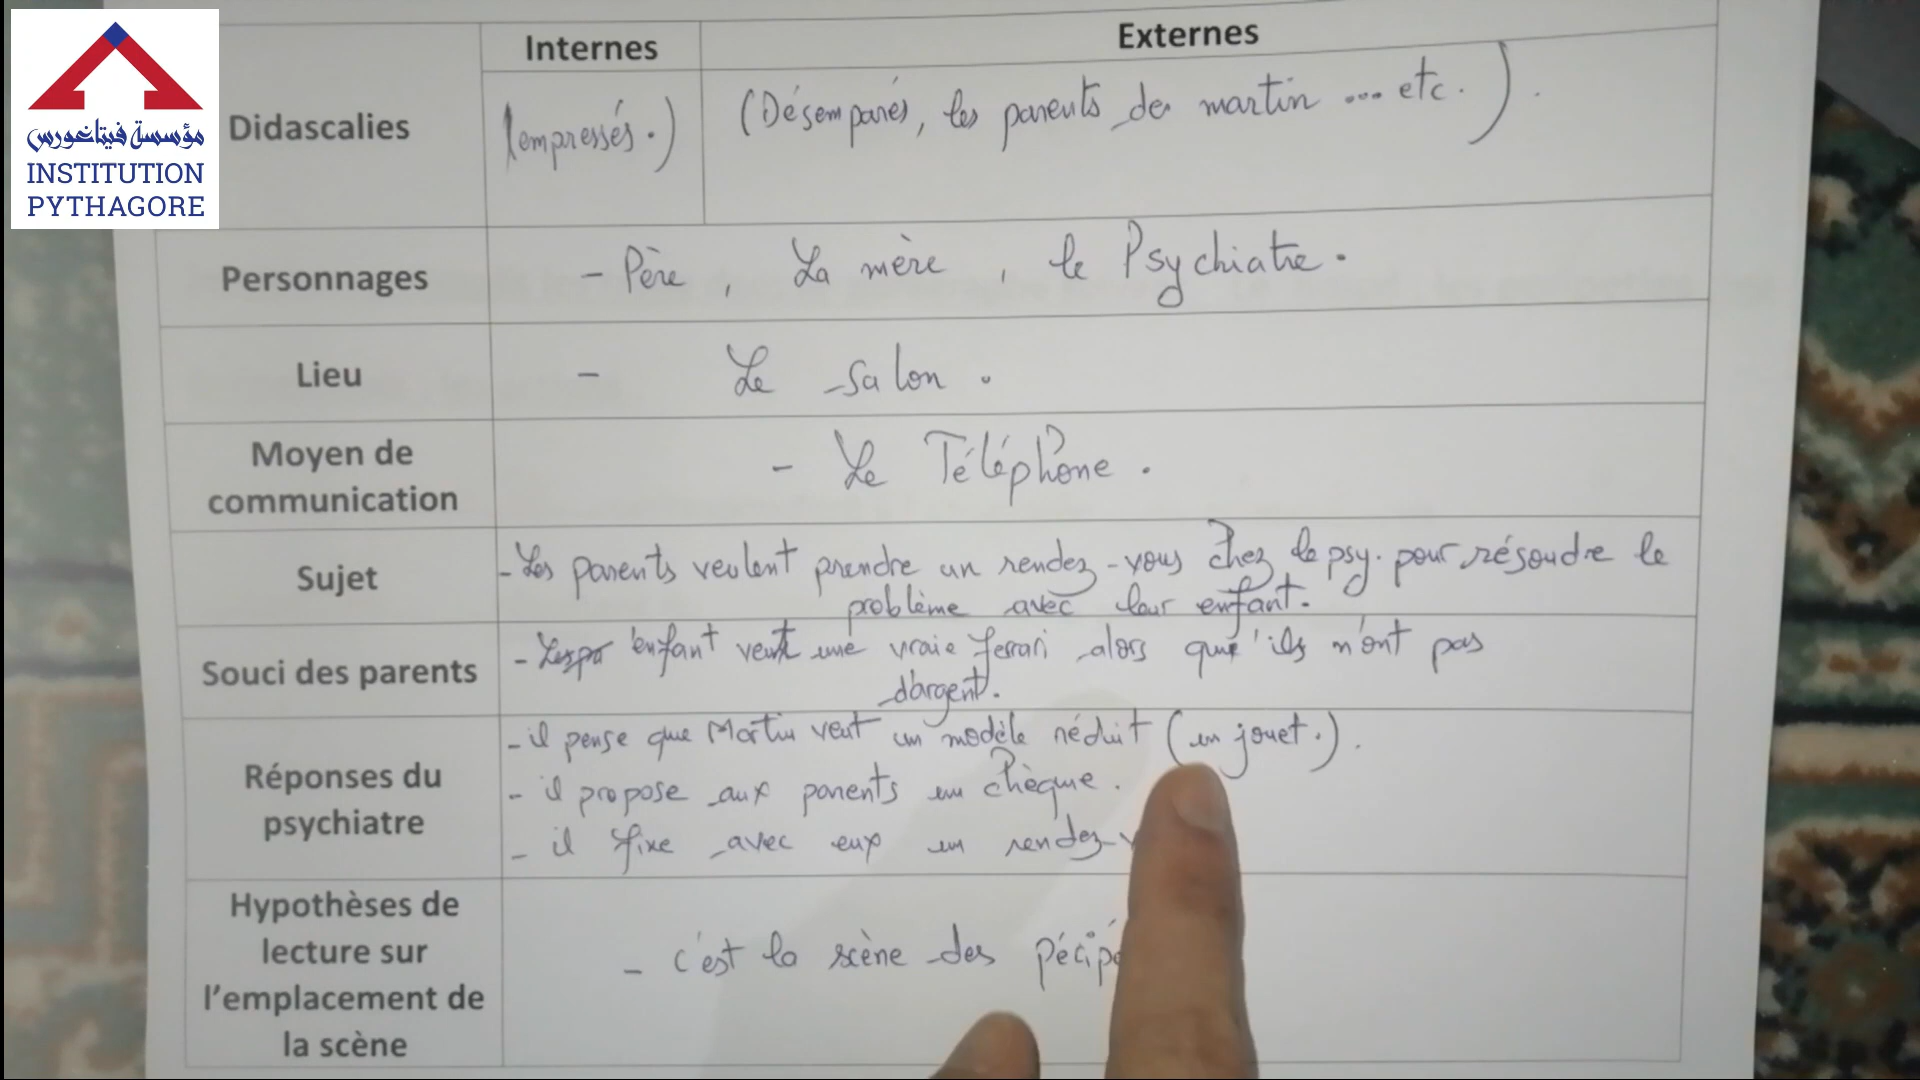 مؤسسة فيتاغورس
INSTITUTION
PYTHAGORE
Internes
Externes
Didascalies
(empressés.)
(Désemparés, les parents de martin ... etc.).
Personnages
- Père, La mère, le Psychiatre.
Lieu
- Le salon.
Moyen de
communication
- Le Téléphone.
Sujet
- Les parents veulent prendre un rendez-vous chez le psy. pour résoudre le
problème avec leur enfant.
Souci des parents
- l'enfant veut une vraie ferrari alors que ils n'ont pas
d'argent.
Réponses du
psychiatre
- il pense que Martin veut un modèle réduit (un jouet.).
- il propose aux parents un chèque.
- il fixe avec eux un rendez-v
Hypothèses de
lecture sur
l'emplacement de
la scène
- c'est la scène des